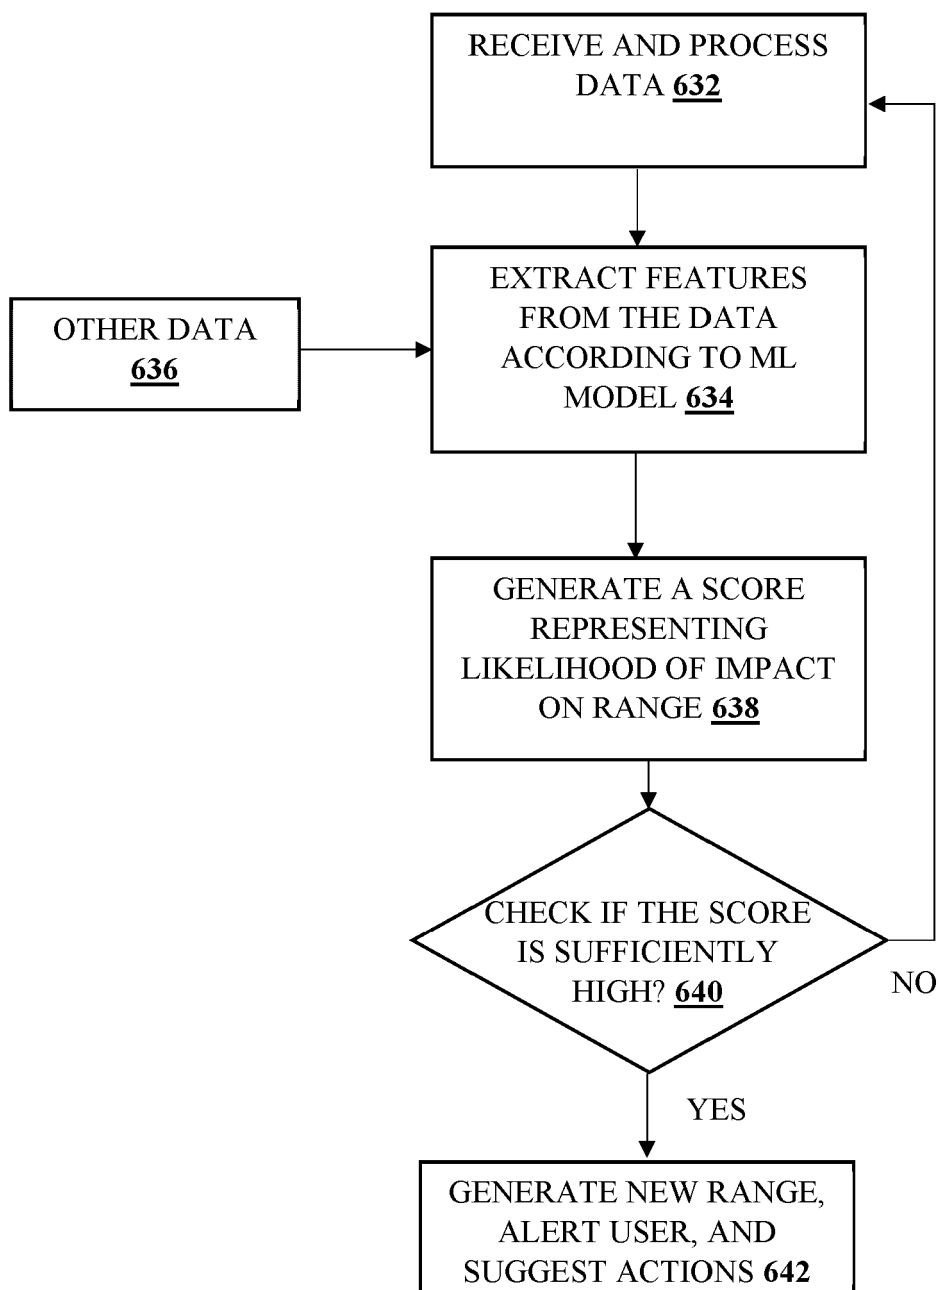 RECEIVE AND PROCESS
DATA 632
EXTRACT FEATURES
FROM THE DATA
ACCORDING TO ML
MODEL 634
OTHER DATA
636
GENERATE A SCORE
REPRESENTING
LIKELIHOOD OF IMPACT
ON RANGE 638
CHECK IF THE SCORE
IS SUFFICIENTLY
HIGH? 640
NO
YES
GENERATE NEW RANGE,
ALERT USER, AND
SUGGEST ACTIONS 642